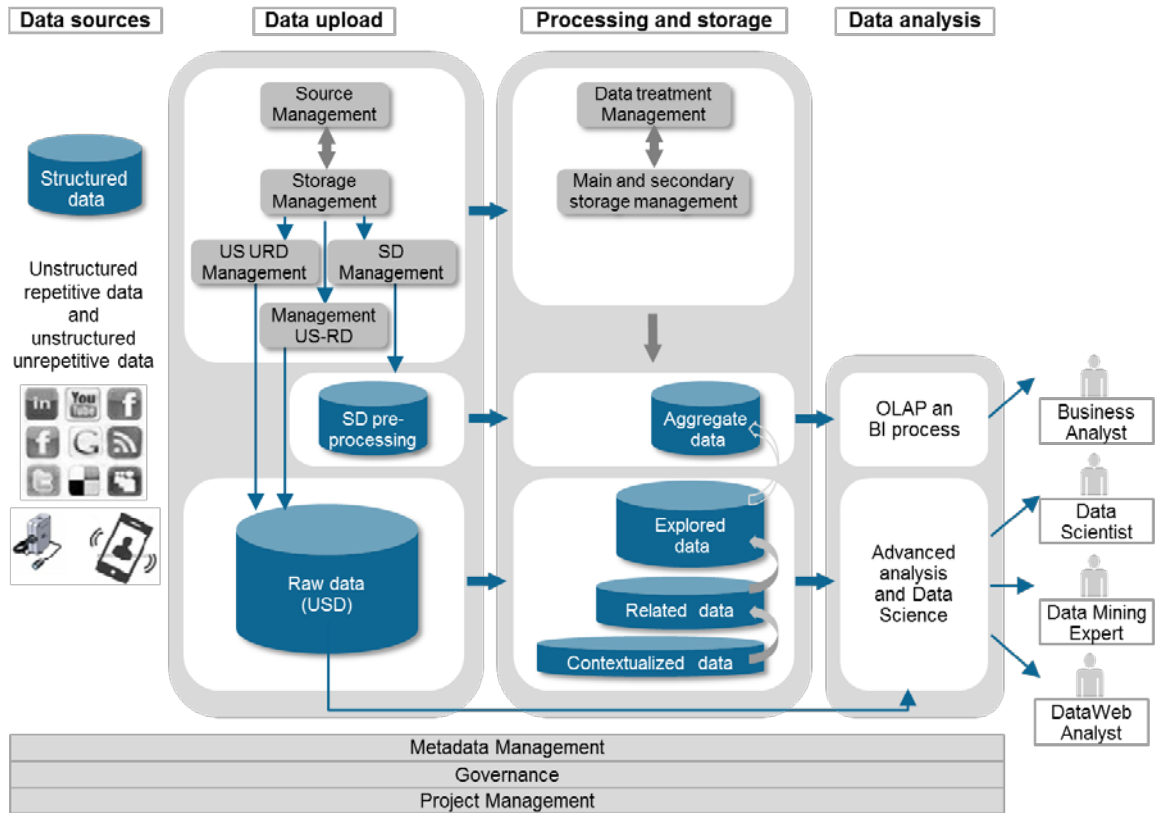 Data sources
Data upload
Processing and storage
Data analysis
Structured
data
Unstructured
repetitive data
and
unstructured
unrepetitive data
in
You
Tube
f
f
G
t
Source
Management
Storage
Management
US URD
Management
SD
Management
Management
US-RD
SD pre-
processing
Raw data
(USD)
Data treatment
Management
Main and secondary
storage management
Aggregate
data
Explored
data
Related data
Contextualized data
OLAP an
BI process
Advanced
analysis
and Data
Science
Business
Analyst
Data
Scientist
Data Mining
Expert
DataWeb
Analyst
Metadata Management
Governance
Project Management